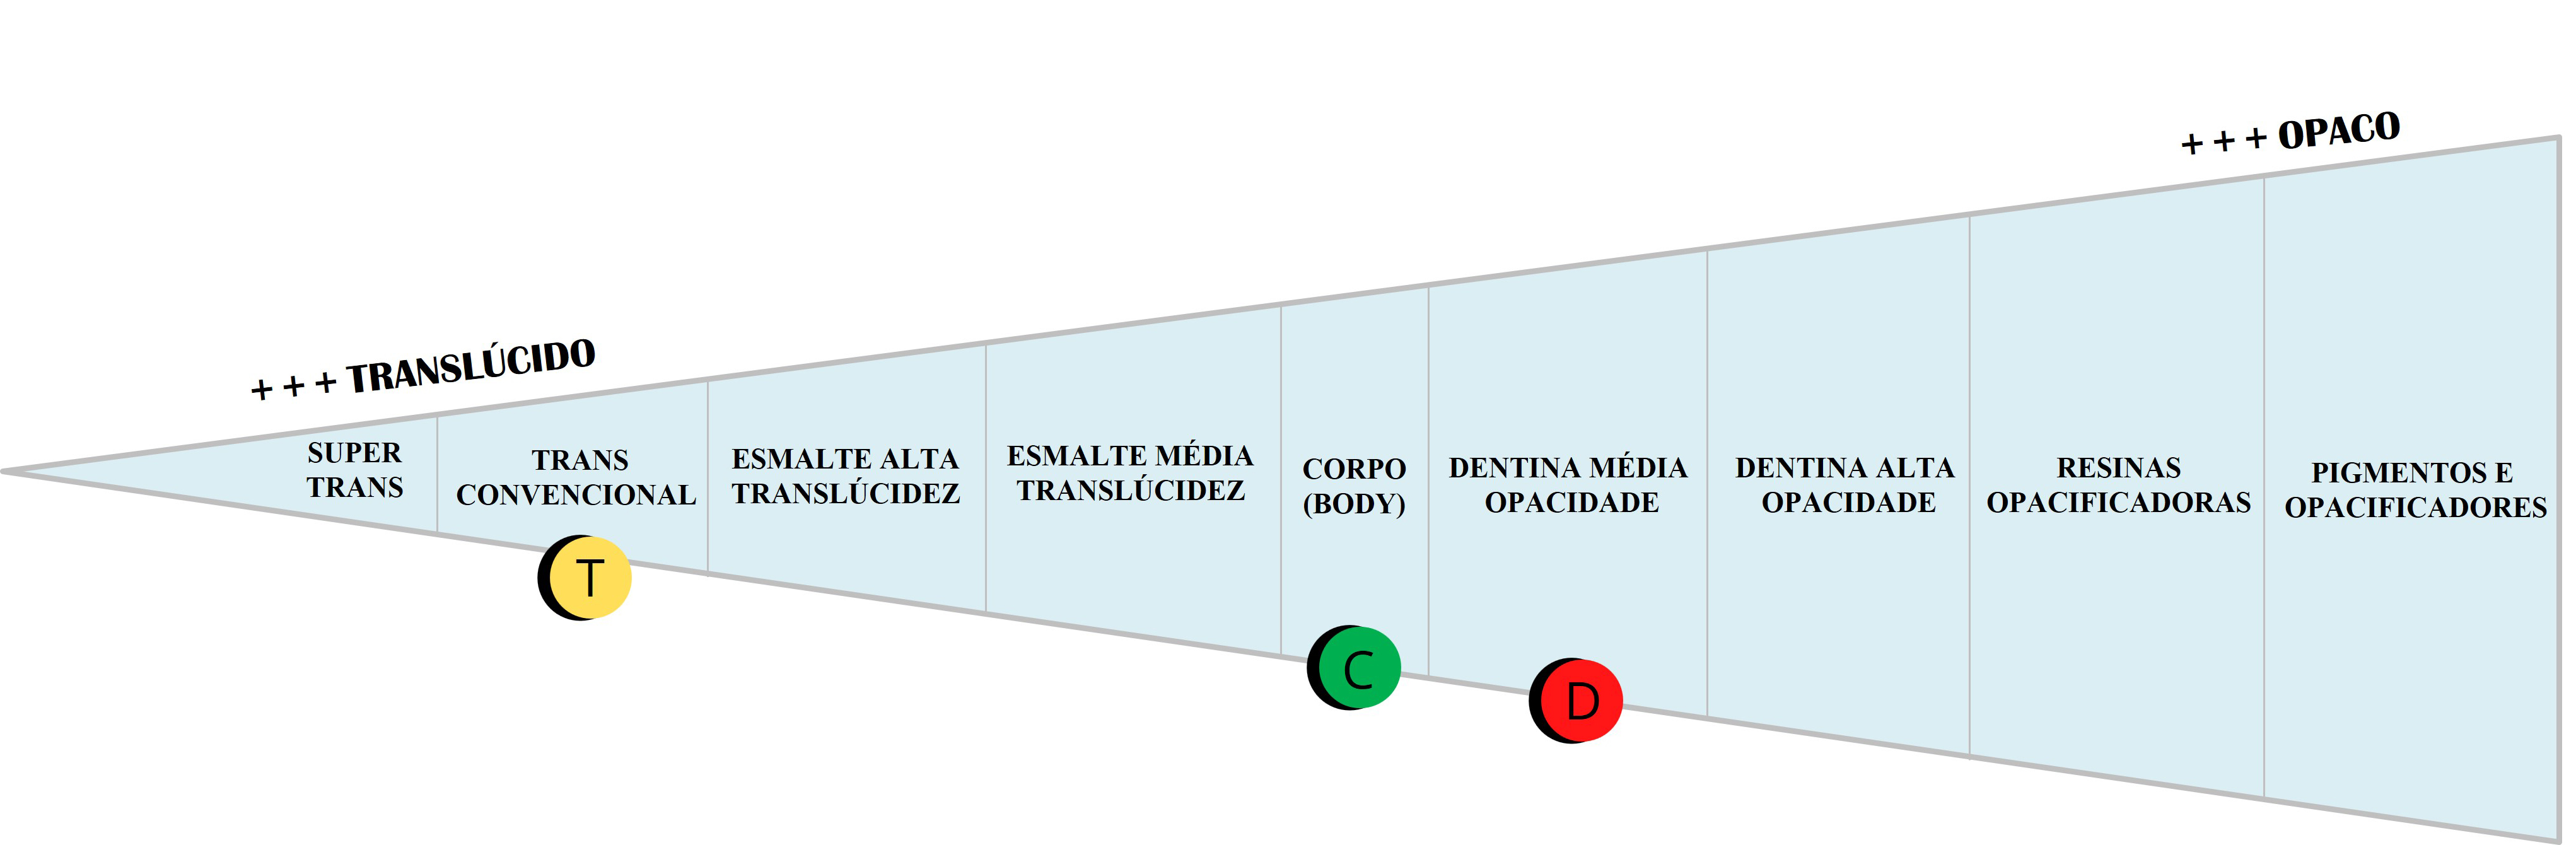 + + + OPACO
+ + + TRANSLÚCIDO
SUPER
TRANS
TRANS
CONVENCIONAL
ESMALTE ALTA
TRANSLÚCIDEZ
ESMALTE MÉDIA
TRANSLÚCIDEZ
CORPO
(BODY)
DENTINA MÉDIA
OPACIDADE
DENTINA ALTA
OPACIDADE
RESINAS
OPACIFICADORAS
PIGMENTOS E
OPACIFICADORES
T
C
D